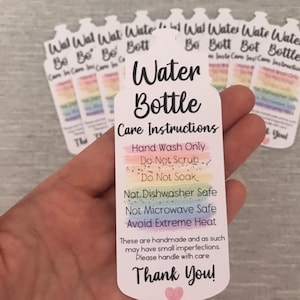 Water
Bottle
Care Instructions
Hand Wash Only
Do Not Scrub
Do Not Soak
Not Dishwasher Safe
Not Microwave Safe
Avoid Extreme Heat
These are handmade and as such
may have small imperfections.
Please handle with care.
Thank You!